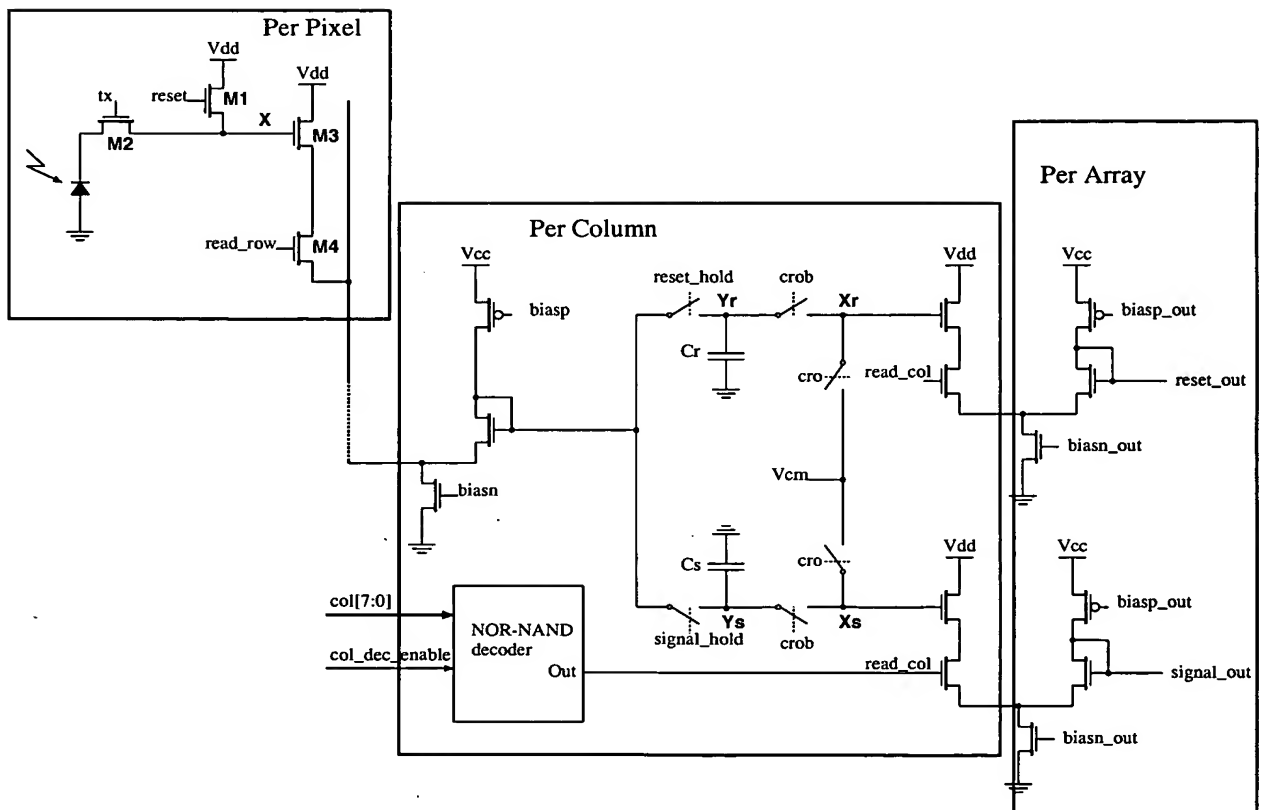 Per Pixel
Vdd
Vdd
tx
reset
M1
X
M3
M2
Per Array
read_row
M4
Per Column
Vcc
reset_hold
Yr
crob
Xr
Vdd
Vcc
biasp
biasp_out
Cr
cro
read_col
reset_out
biasn_out
Vcm
biasn
Cs
cro
Vdd
Vcc
col[7:0]
biasp_out
NOR-NAND
decoder
signal_hold
Ys
crob
Xs
col_dec_enable
Out
read_col
signal_out
biasn_out